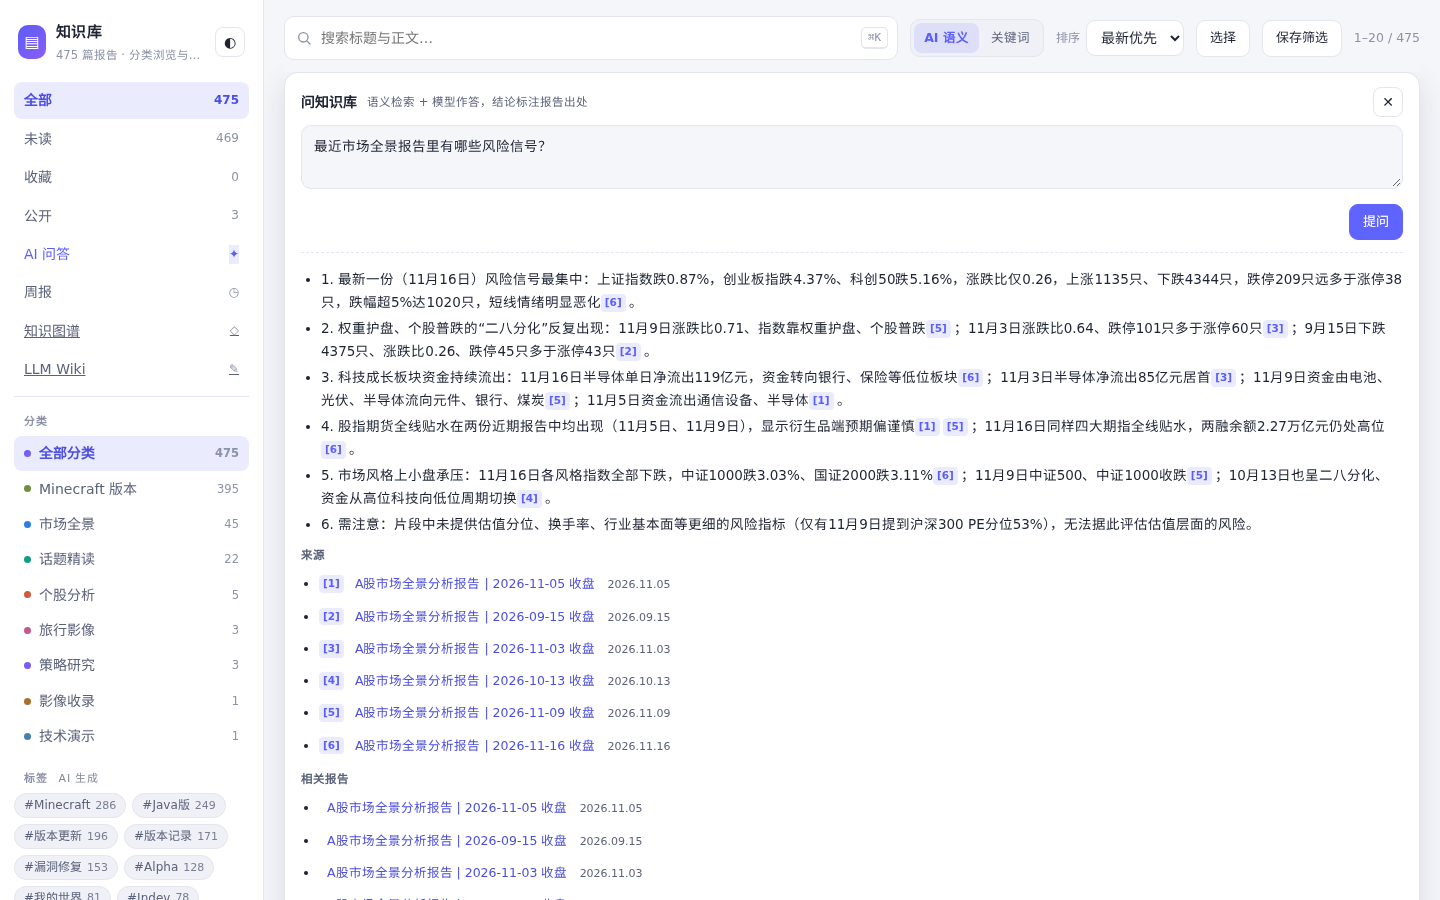 知识库
475 篇报告 · 分类浏览与…
全部 475
未读 469
收藏 0
公开 3
AI 问答
周报
知识图谱
LLM Wiki
分类
全部分类 475
Minecraft 版本 395
市场全景 45
话题精读 22
个股分析 5
旅行影像 3
策略研究 3
影像收录 1
技术演示 1
标签 AI 生成
#Minecraft 286 #Java版 249
#版本更新 196 #版本记录 171
#漏洞修复 153 #Alpha 128
#我的世界 81 #Indev 78
搜索标题与正文… ⌘K AI 语义 关键词 排序 最新优先 选择 保存筛选 1–20 / 475
问知识库 语义检索 + 模型作答，结论标注报告出处 ✕
最近市场全景报告里有哪些风险信号？
提问
1. 最新一份（11月16日）风险信号最集中：上证指数跌0.87%，创业板指跌4.37%、科创50跌5.16%，涨跌比仅0.26，上涨1135只、下跌4344只，跌停209只远多于涨停38
只，跌幅超5%达1020只，短线情绪明显恶化[6]。
2. 权重护盘、个股普跌的“二八分化”反复出现：11月9日涨跌比0.71、指数靠权重护盘、个股普跌[5]；11月3日涨跌比0.64、跌停101只多于涨停60只[3]；9月15日下跌
4375只、涨跌比0.26、跌停45只多于涨停43只[2]。
3. 科技成长板块资金持续流出：11月16日半导体单日净流出119亿元，资金转向银行、保险等低位板块[6]；11月3日半导体净流出85亿元居首[3]；11月9日资金由电池、
光伏、半导体流向元件、银行、煤炭[5]；11月5日资金流出通信设备、半导体[1]。
4. 股指期货全线贴水在两份近期报告中均出现（11月5日、11月9日），显示衍生品端预期偏谨慎[1][5]；11月16日同样四大期指全线贴水，两融余额2.27万亿元仍处高位
[6]。
5. 市场风格上小盘承压：11月16日各风格指数全部下跌，中证1000跌3.03%、国证2000跌3.11%[6]；11月9日中证500、中证1000收跌[5]；10月13日也呈二八分化、
资金从高位科技向低位周期切换[4]。
6. 需注意：片段中未提供估值分位、换手率、行业基本面等更细的风险指标（仅有11月9日提到沪深300 PE分位53%），无法据此评估估值层面的风险。
来源
[1] A股市场全景分析报告 | 2026-11-05 收盘 2026.11.05
[2] A股市场全景分析报告 | 2026-09-15 收盘 2026.09.15
[3] A股市场全景分析报告 | 2026-11-03 收盘 2026.11.03
[4] A股市场全景分析报告 | 2026-10-13 收盘 2026.10.13
[5] A股市场全景分析报告 | 2026-11-09 收盘 2026.11.09
[6] A股市场全景分析报告 | 2026-11-16 收盘 2026.11.16
相关报告
A股市场全景分析报告 | 2026-11-05 收盘 2026.11.05
A股市场全景分析报告 | 2026-09-15 收盘 2026.09.15
A股市场全景分析报告 | 2026-11-03 收盘 2026.11.03